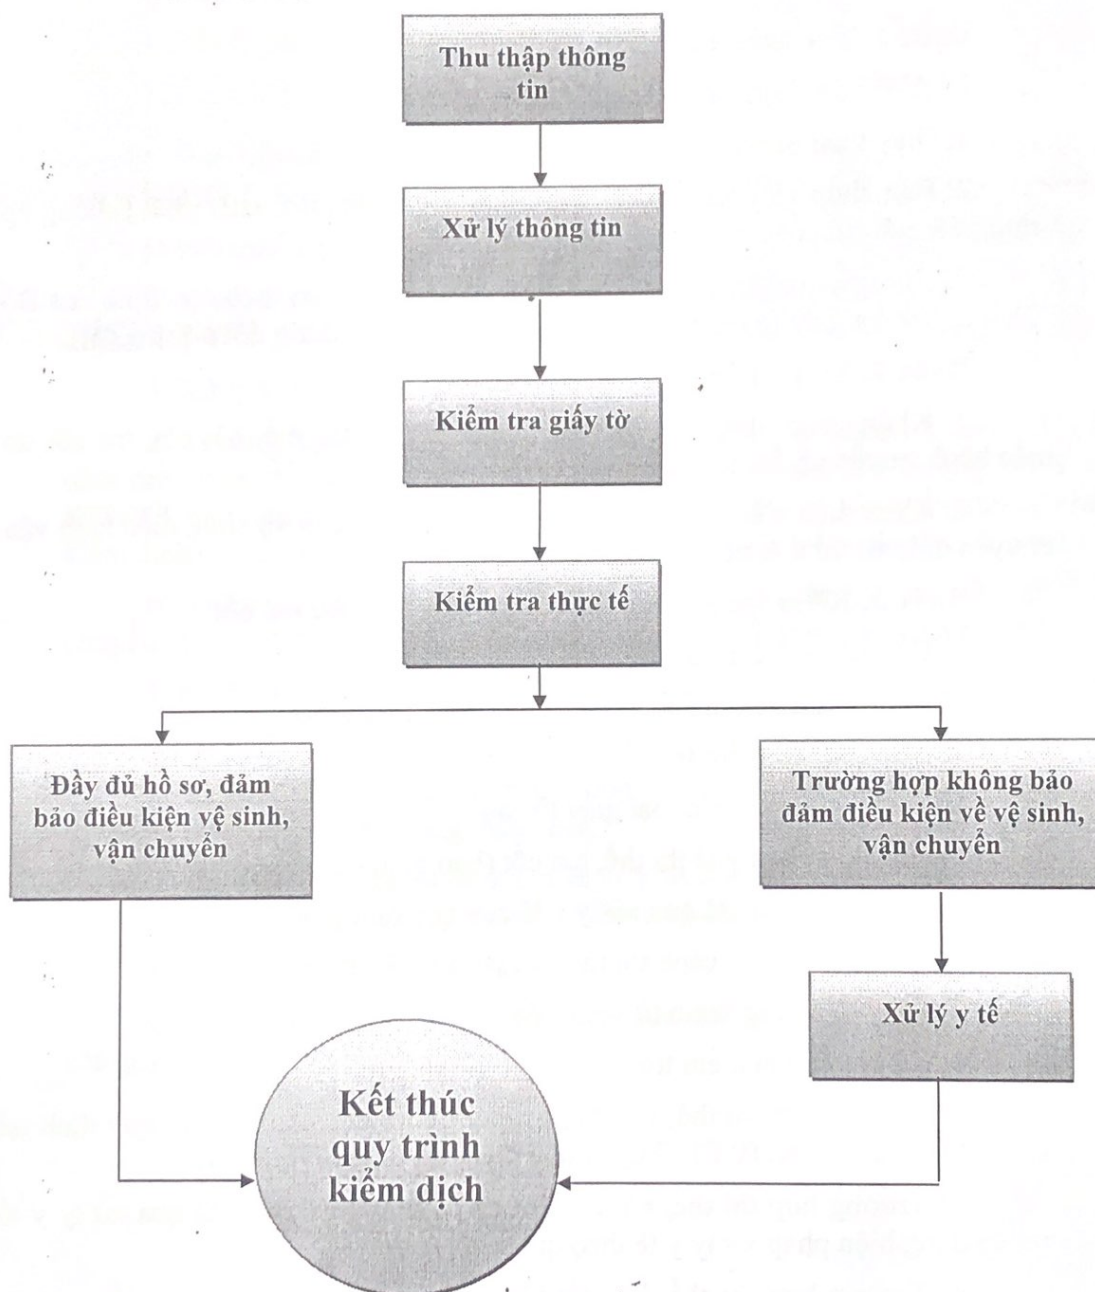 Thu thập thông
tin
Xử lý thông tin
Kiểm tra giấy tờ
Kiểm tra thực tế
Đầy đủ hồ sơ, đảm
bảo điều kiện vệ sinh,
vận chuyển
Trường hợp không bảo
đảm điều kiện về vệ sinh,
vận chuyển
Xử lý y tế
Kết thúc
quy trình
kiểm dịch